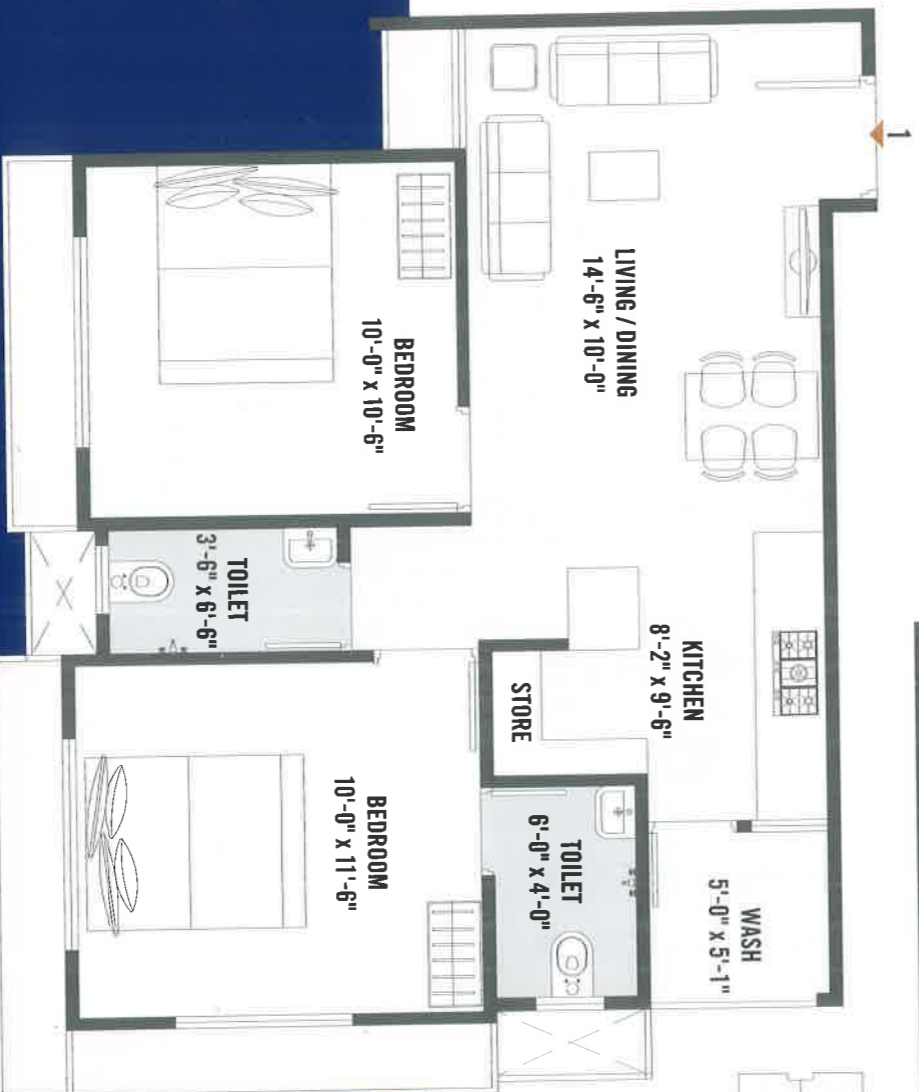 1
LIVING / DINING
14'-6" x 10'-0"
BEDROOM
10'-0" x 10'-6"
TOILET
3'-6" x 6'-6"
KITCHEN
8'-2" x 9'-6"
STORE
BEDROOM
10'-0" x 11'-6"
TOILET
6'-0" x 4'-0"
WASH
5'-0" x 5'-1"